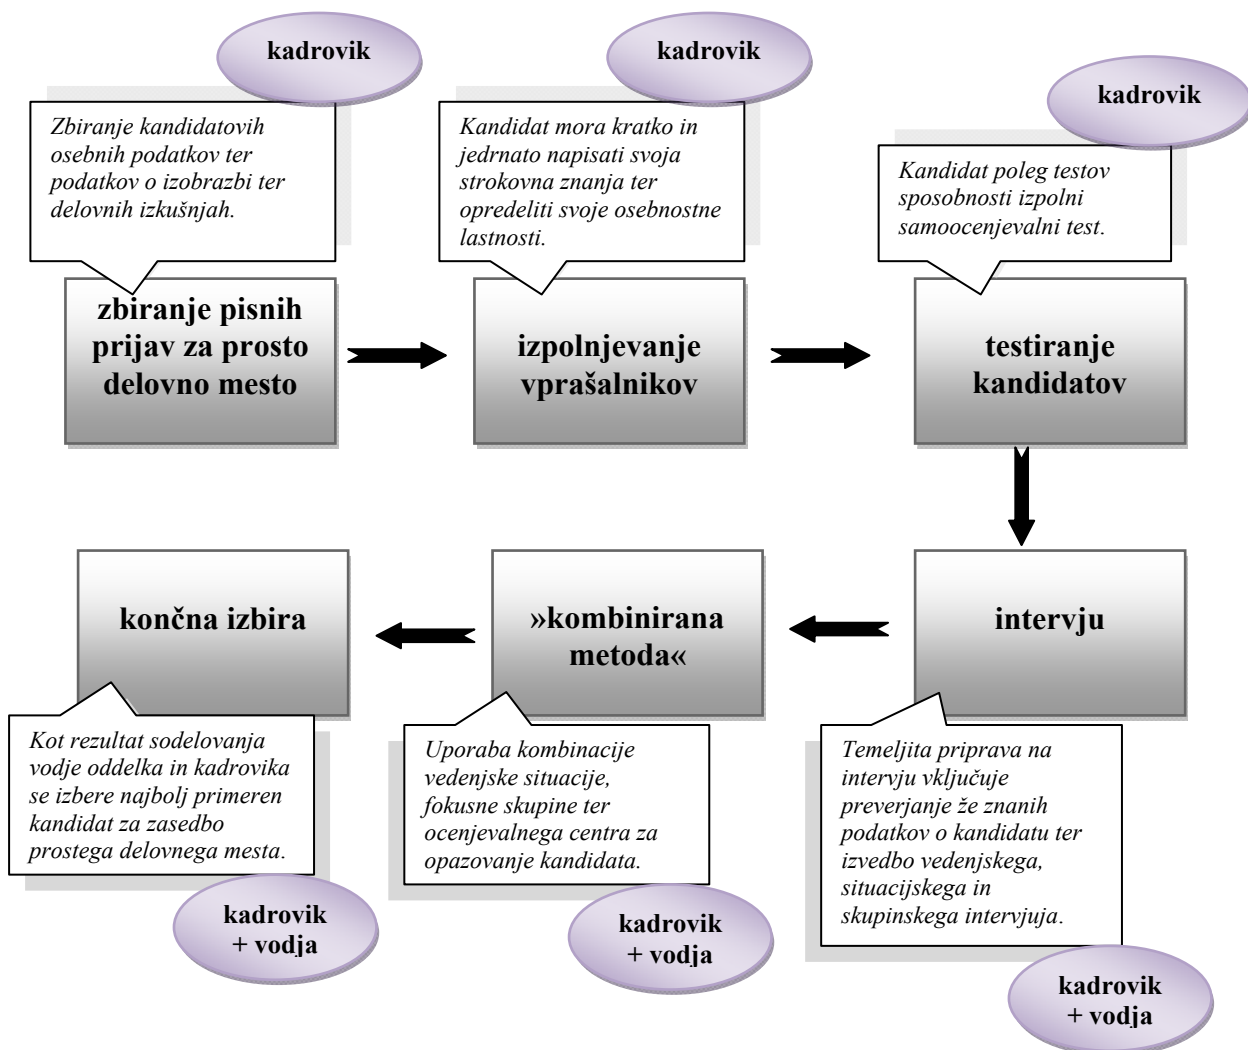 kadrovik
Zbiranje kandidatovih
osebnih podatkov ter
podatkov o izobrazbi ter
delovnih izkušnjah.
zbiranje pisnih
prijav za prosto
delovno mesto
kadrovik
Kandidat mora kratko in
jedrnato napisati svoja
strokovna znanja ter
opredeliti svoje osebnostne
lastnosti.
izpolnjevanje
vprašalnikov
kadrovik
Kandidat poleg testov
sposobnosti izpolni
samoocenjevalni test.
testiranje
kandidatov
intervju
Temeljita priprava na
intervju vključuje
preverjanje že znanih
podatkov o kandidatu ter
izvedbo vedenjskega,
situacijskega in
skupinskega intervjuja.
kadrovik
+ vodja
»kombinirana
metoda«
Uporaba kombinacije
vedenjske situacije,
fokusne skupine ter
ocenjevalnega centra za
opazovanje kandidata.
kadrovik
+ vodja
končna izbira
Kot rezultat sodelovanja
vodje oddelka in kadrovika
se izbere najbolj primeren
kandidat za zasedbo
prostega delovnega mesta.
kadrovik
+ vodja